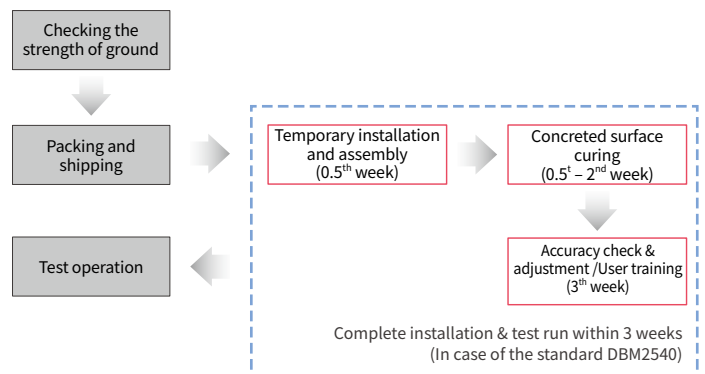 Checking the
strength of ground
Packing and
shipping
Temporary installation
and assembly
(0.5th week)
Concreted surface
curing
(0.5t – 2nd week)
Accuracy check &
adjustment /User training
(3th week)
Test operation
Complete installation & test run within 3 weeks
(In case of the standard DBM2540)